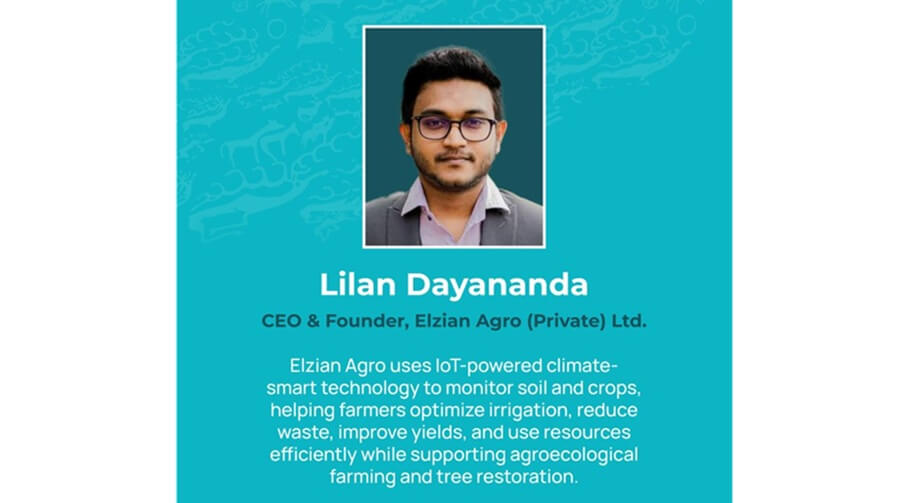 Lilan Dayananda
CEO & Founder, Elzian Agro (Private) Ltd.
Elzian Agro uses IoT-powered climate-
smart technology to monitor soil and crops,
helping farmers optimize irrigation, reduce
waste, improve yields, and use resources
efficiently while supporting agroecological
farming and tree restoration.